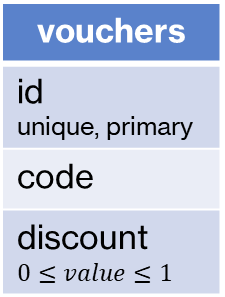 vouchers
id
unique, primary
code
discount
0 ≤ value ≤ 1